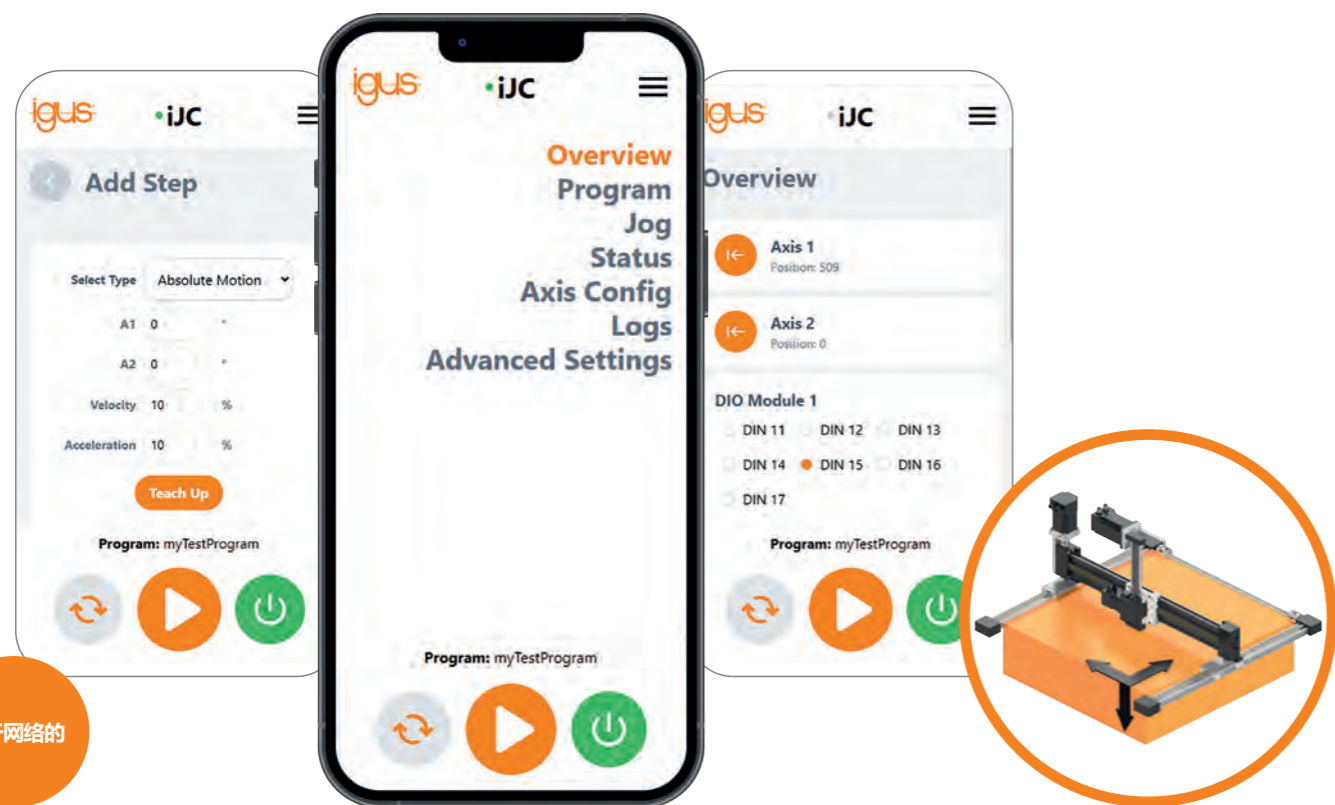 igus
iJC
Add Step
Select Type Absolute Motion
A1 0 °
A2 0 °
Velocity 10 %
Acceleration 10 %
Teach Up
Program: myTestProgram
igus
iJC
Overview
Program
Jog
Status
Axis Config
Logs
Advanced Settings
Program: myTestProgram
igus
iJC
Overview
Axis 1
Position: 509
Axis 2
Position: 0
DIO Module 1
DIN 11 DIN 12 DIN 13
DIN 14 DIN 15 DIN 16
DIN 17
Program: myTestProgram
网络的